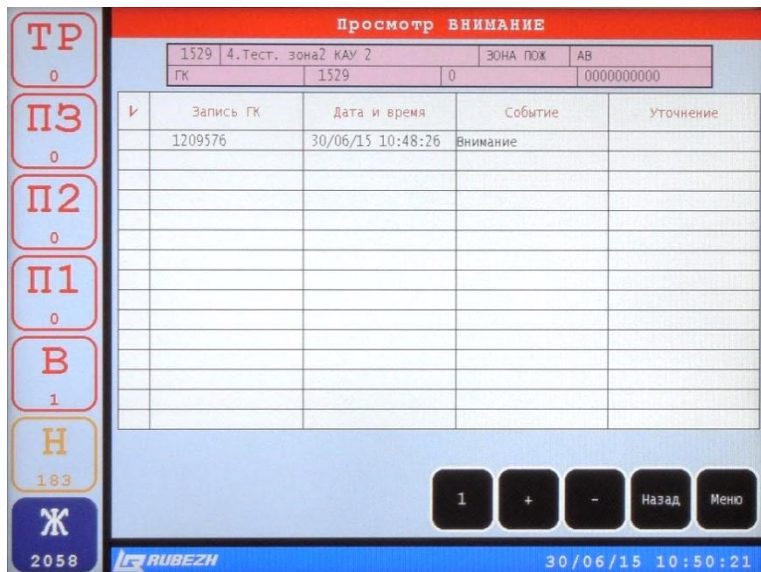 ТР
0
ПЗ
0
П2
0
П1
0
В
1
Н
183
Ж
2058
Просмотр ВНИМАНИЕ
1529 4.Тест. зона2 КАУ 2 ЗОНА ПОЖ АВ
ГК 1529 0 0000000000
V Запись ГК Дата и время Событие Уточнение
1209576 30/06/15 10:48:26 Внимание
1 + - Назад Меню
RUBEZH 30/06/15 10:50:21